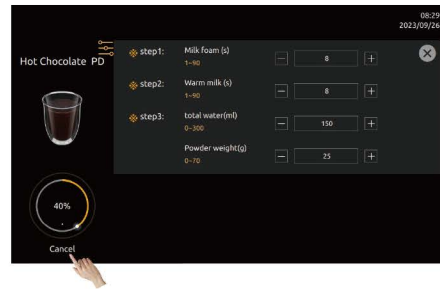 08:29
2023/09/26
Hot Chocolate PD
step1:
Milk foam (s)
1~90
8
step2:
Warm milk (s)
1~90
8
step3:
total water(ml)
0~300
150
Powder weight(g)
0~70
25
40%
Cancel